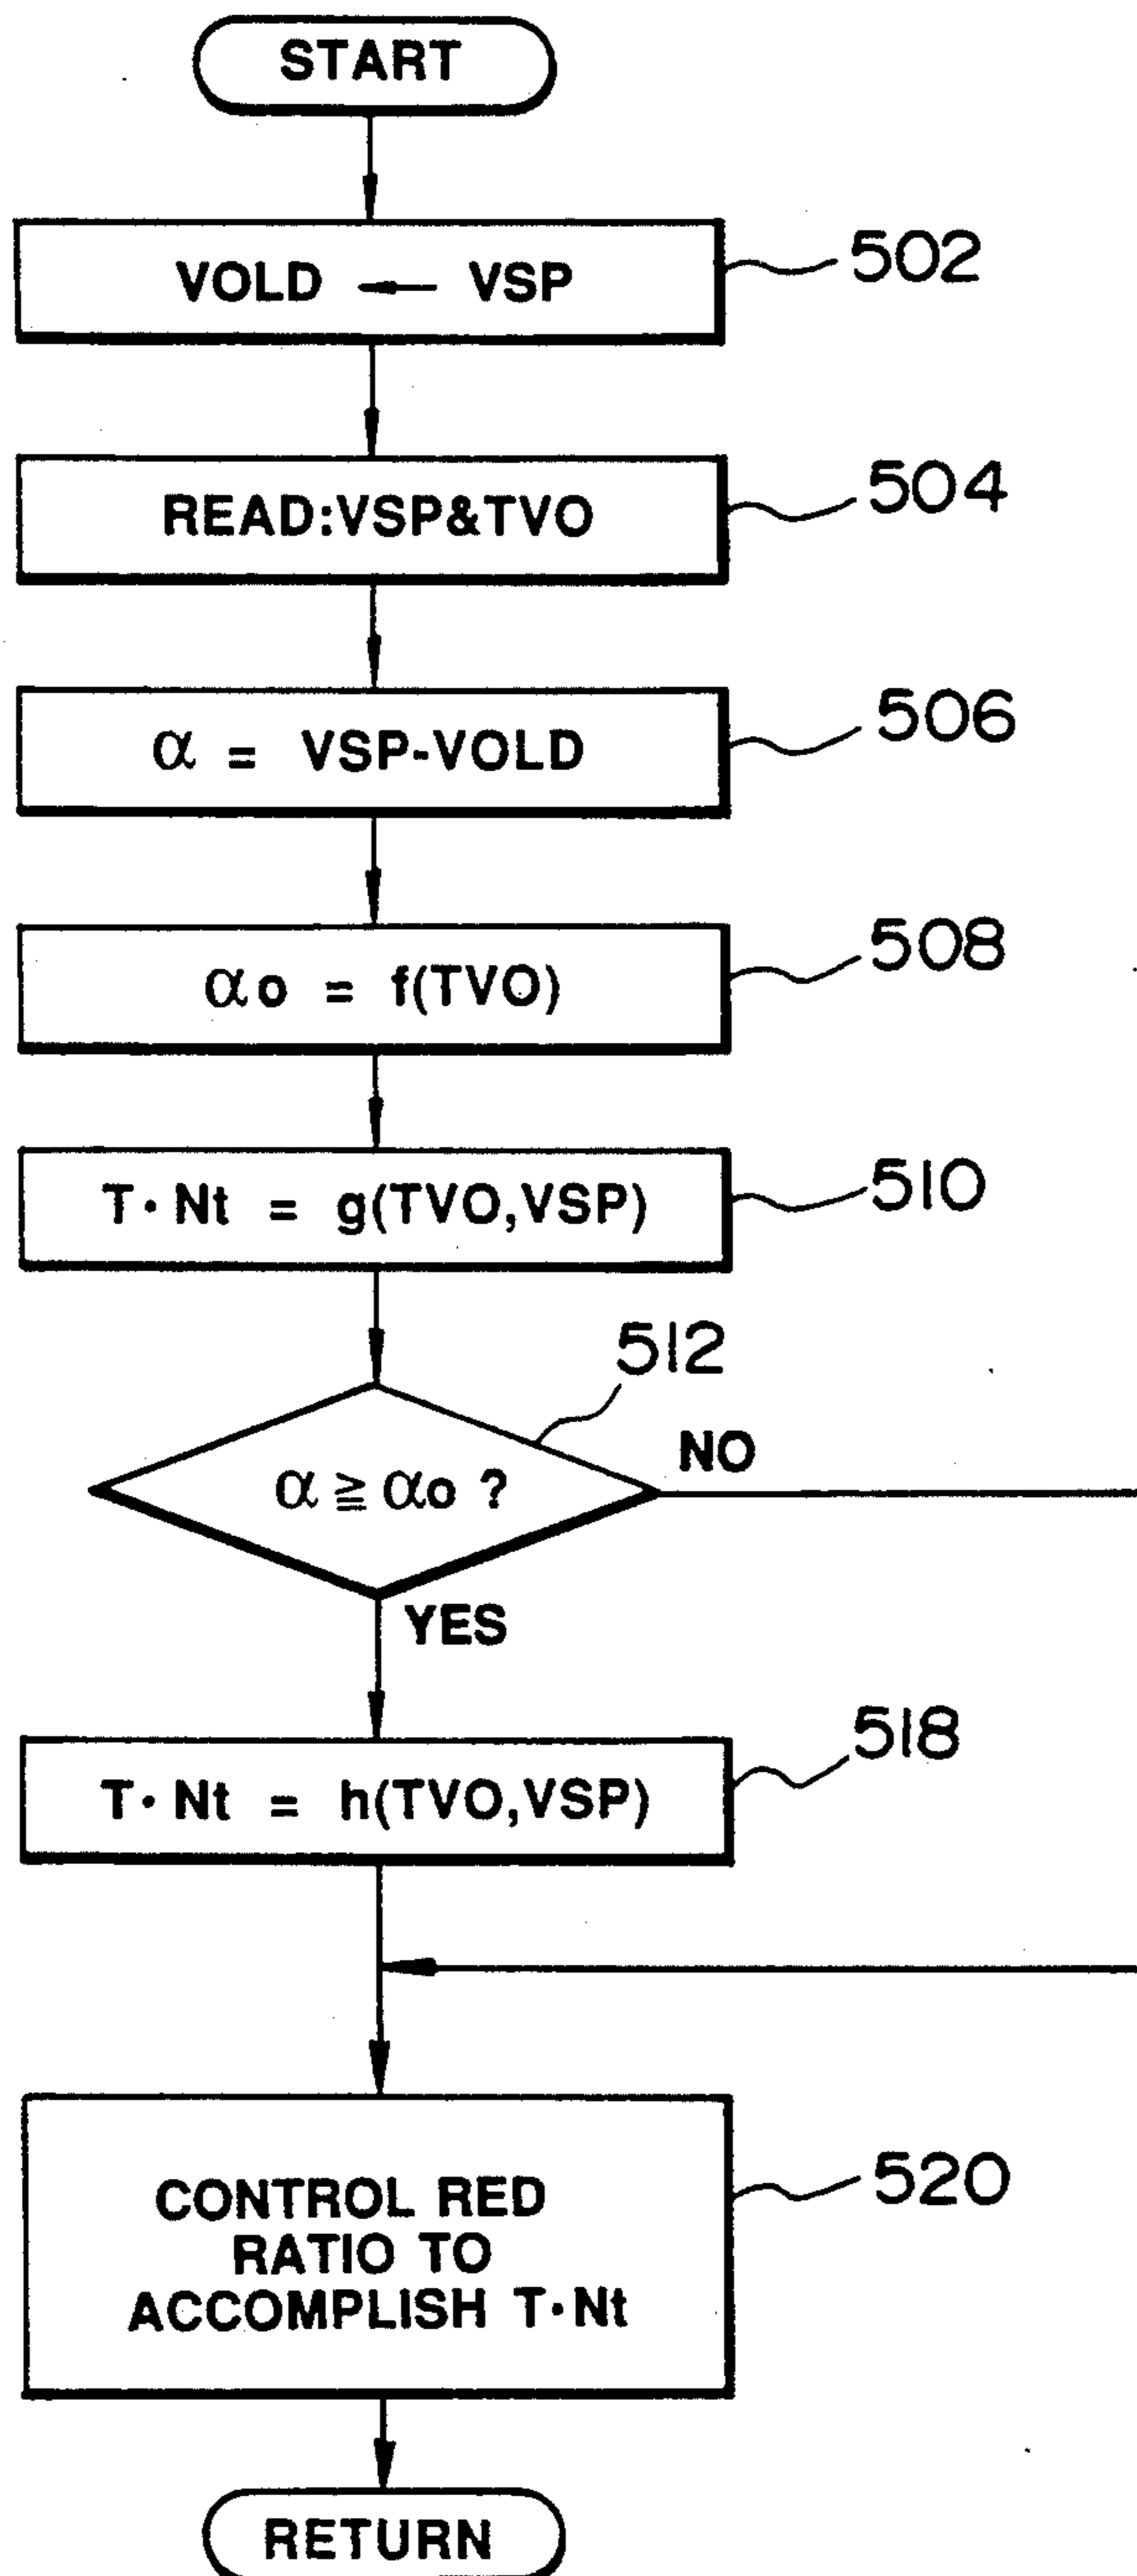 START
VOLD ← VSP
502
READ:VSP&TVO
504
α = VSP-VOLD
506
αo = f(TVO)
508
T·Nt = g(TVO,VSP)
510
512
α ≧ αo ?
NO
YES
T·Nt = h(TVO,VSP)
518
CONTROL RED
RATIO TO
ACCOMPLISH T·Nt
520
RETURN